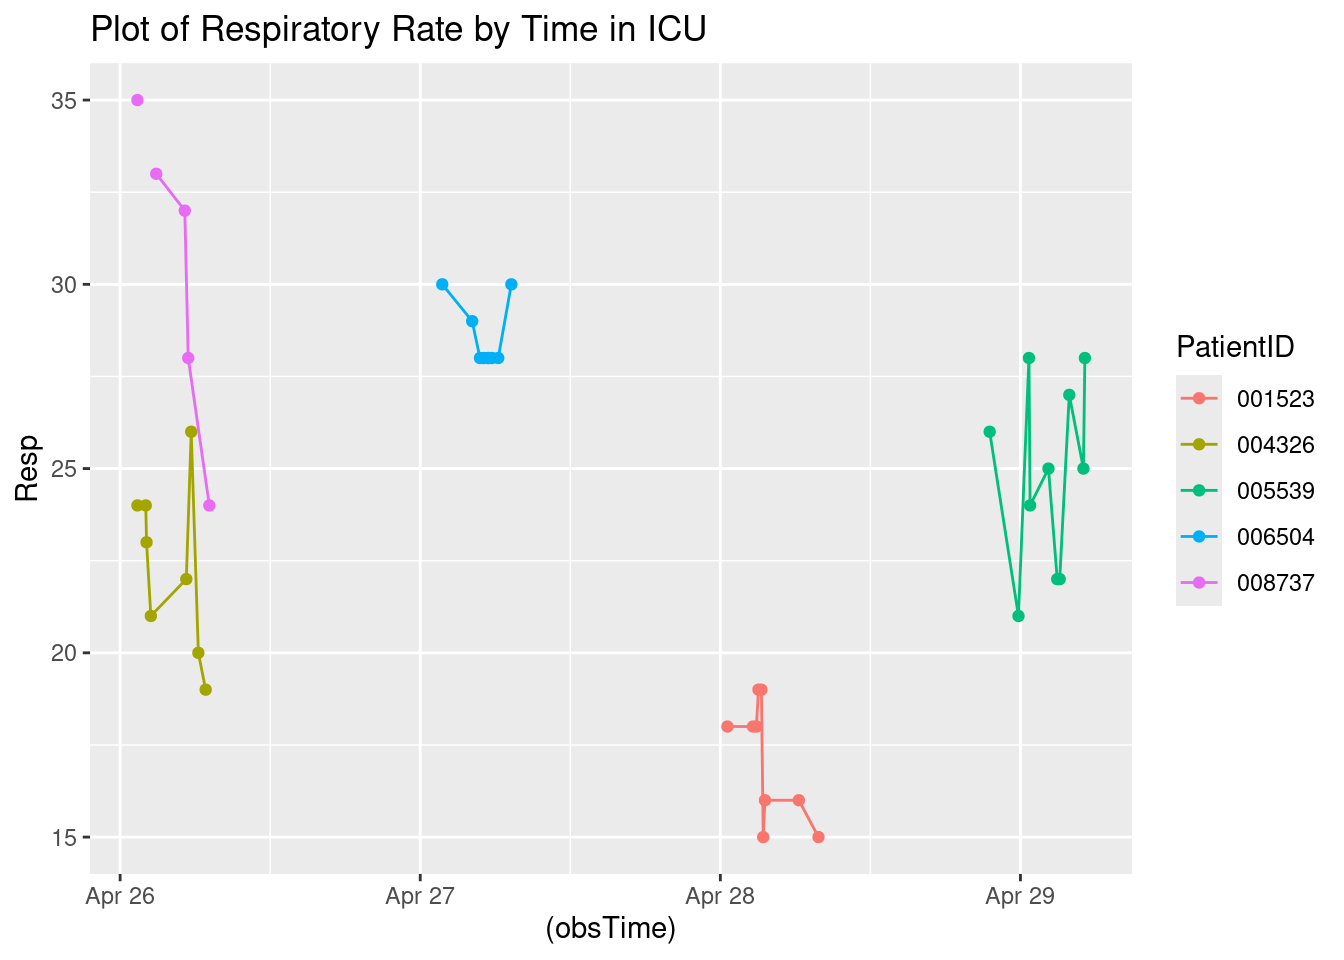 Plot of Respiratory Rate by Time in ICU
35
30
25
20
15
Resp
Apr 26
Apr 27
Apr 28
Apr 29
(obsTime)
PatientID
001523
004326
005539
006504
008737